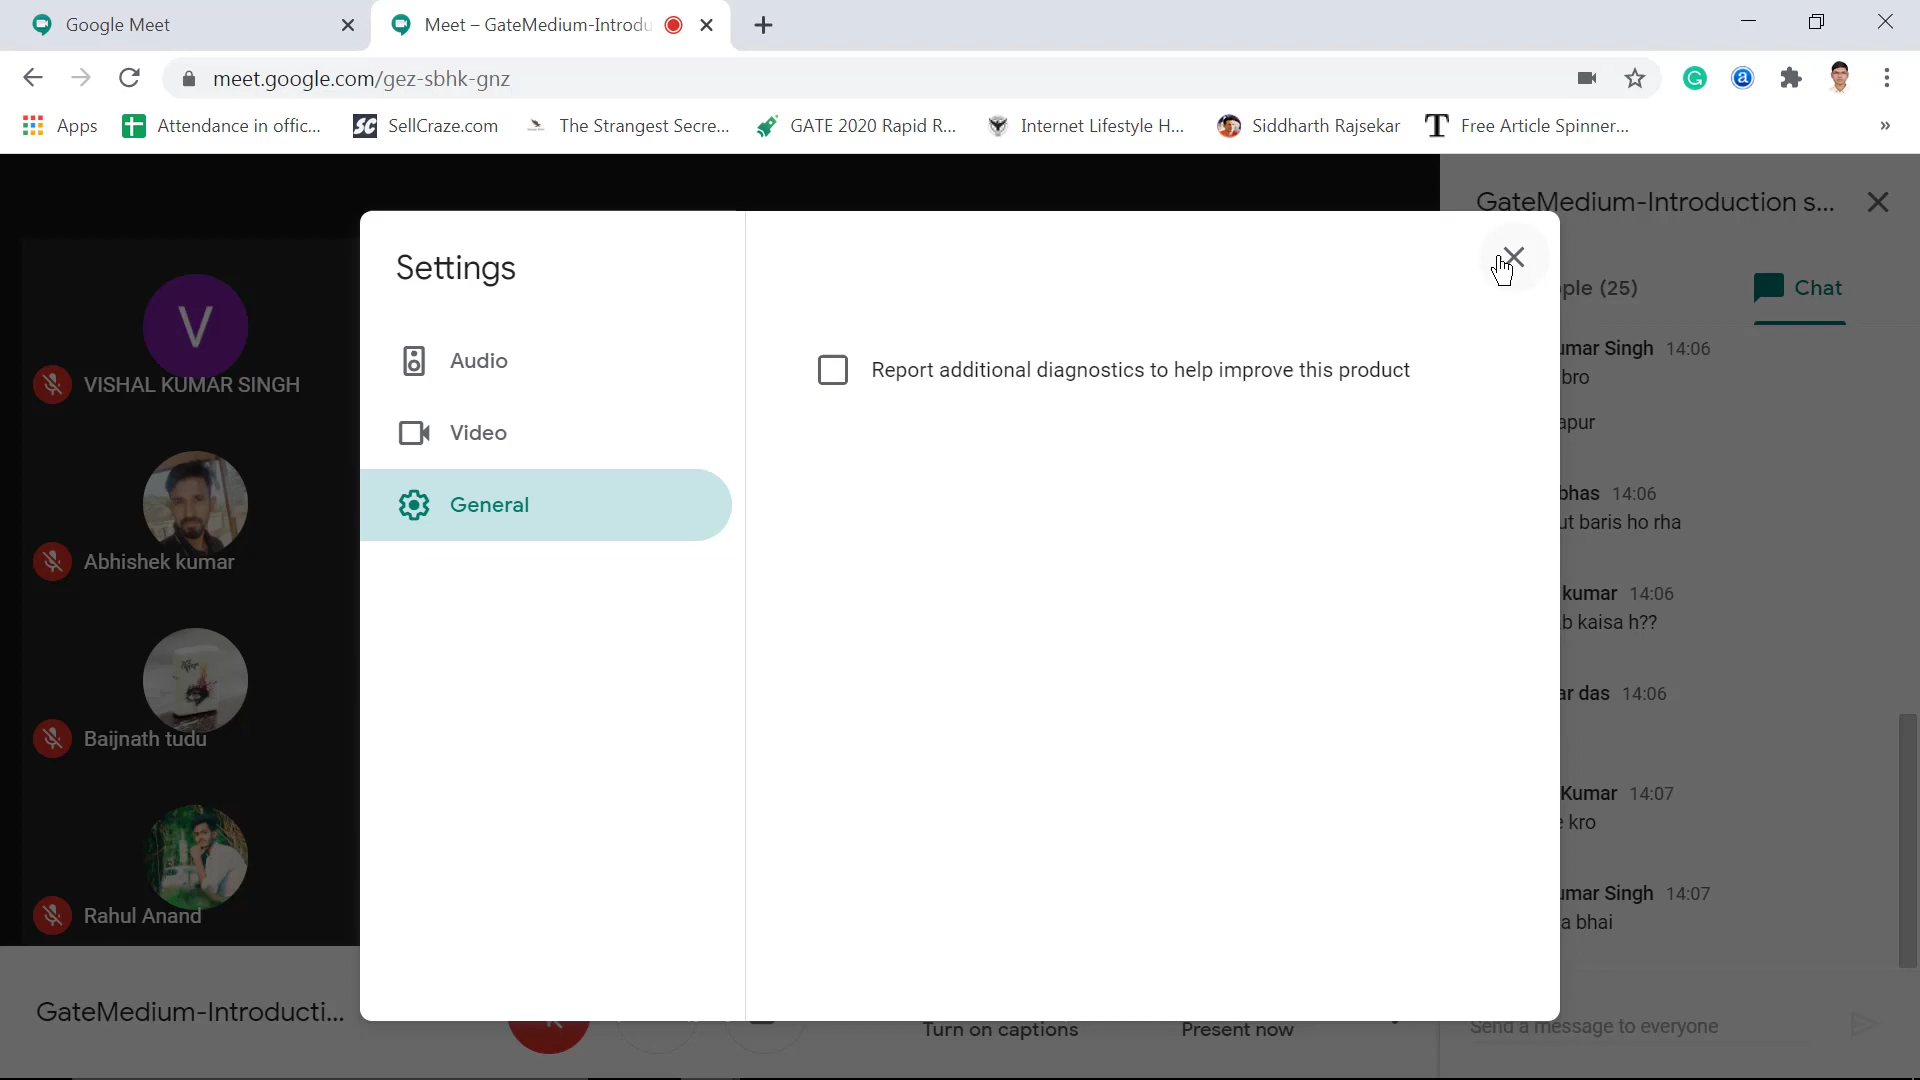 Google Meet
Meet – GateMedium-Introdu
meet.google.com/gez-sbhk-gnz
Apps
Attendance in offic...
SellCraze.com
The Strangest Secre...
GATE 2020 Rapid R...
Internet Lifestyle H...
Siddharth Rajsekar
Free Article Spinner...
»
V
VISHAL KUMAR SINGH
Abhishek kumar
Baijnath tudu
Rahul Anand
GateMedium-Introducti...
Settings
Audio
Video
General
Report additional diagnostics to help improve this product
Turn on captions
Present now
GateMedium-Introduction s...
ple (25)
Chat
umar Singh 14:06
bro
apur
bhas 14:06
ut baris ho rha
kumar 14:06
b kaisa h??
ar das 14:06
Kumar 14:07
e kro
umar Singh 14:07
a bhai
Send a message to everyone